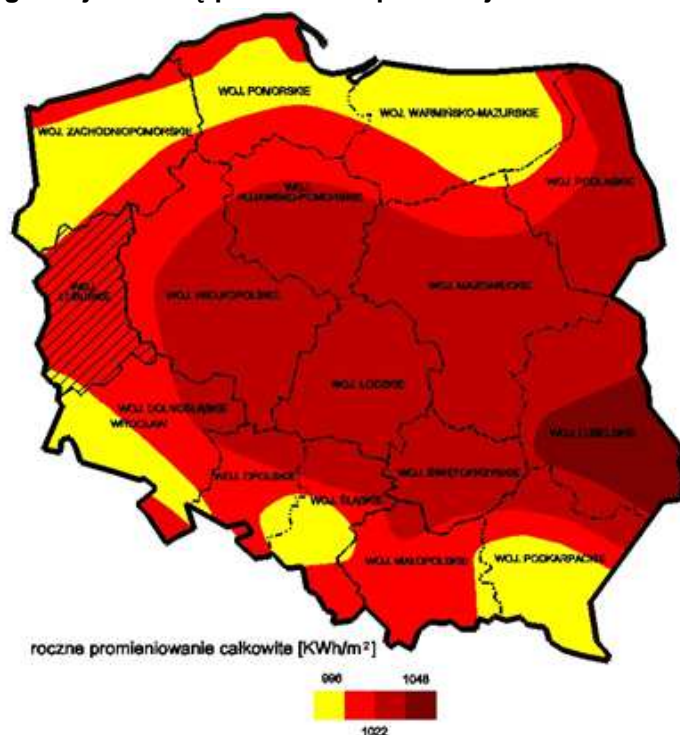 WOJ. POMORSKIE
WOJ. WARMIŃSKO-MAZURSKIE
WOJ. ZACHODNIOPOMORSKIE
WOJ. PODLASKIE
WOJ.
KUJAWSKO-POMORSKIE
WOJ.
LUBUSKIE
WOJ. WIELKOPOLSKIE
WOJ. MAZOWIECKIE
WOJ. ŁÓDZKIE
WOJ. DOLNOŚLĄSKIE
WROCŁAW
WOJ. LUBELSKIE
WOJ. OPOLSKIE
WOJ. ŚLĄSKIE
WOJ. ŚWIĘTOKRZYSKIE
WOJ. MAŁOPOLSKIE
WOJ. PODKARPACKIE
roczne promieniowanie całkowite [KWh/m²]
996 1048
1022